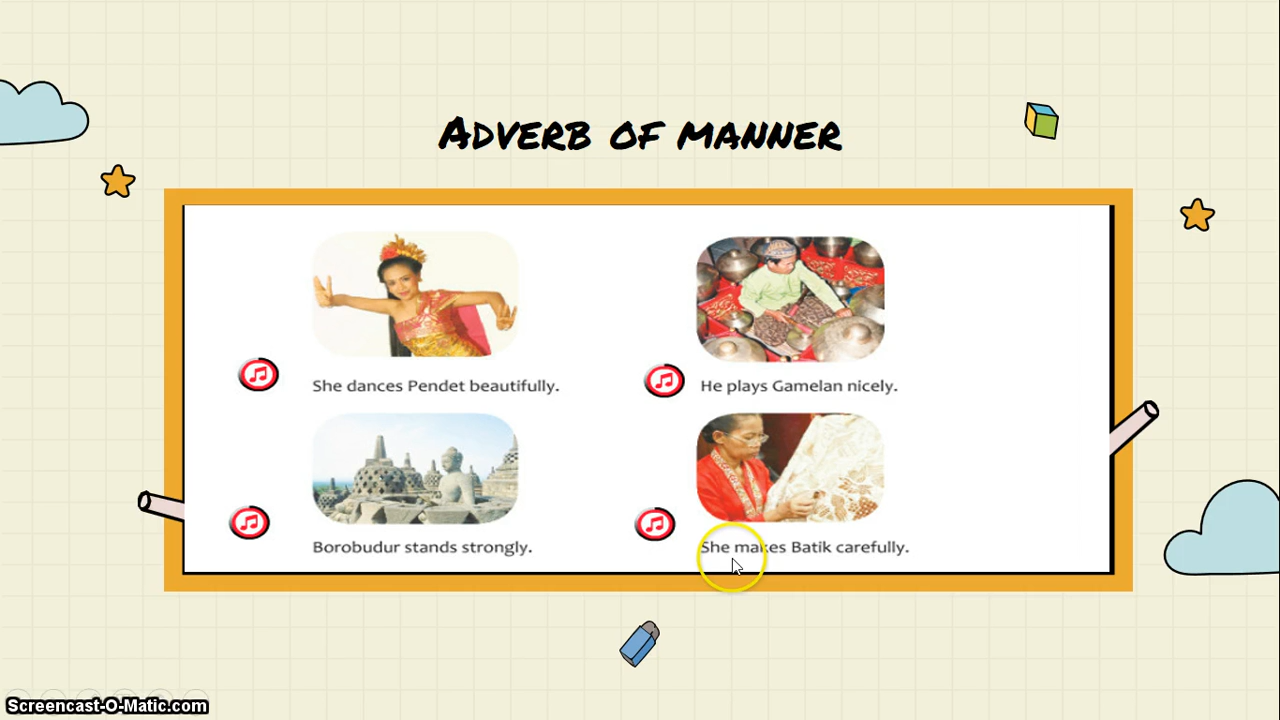 Adverb of manner
She dances Pendet beautifully.
He plays Gamelan nicely.
Borobudur stands strongly.
She makes Batik carefully.
Screencast-O-Matic.com